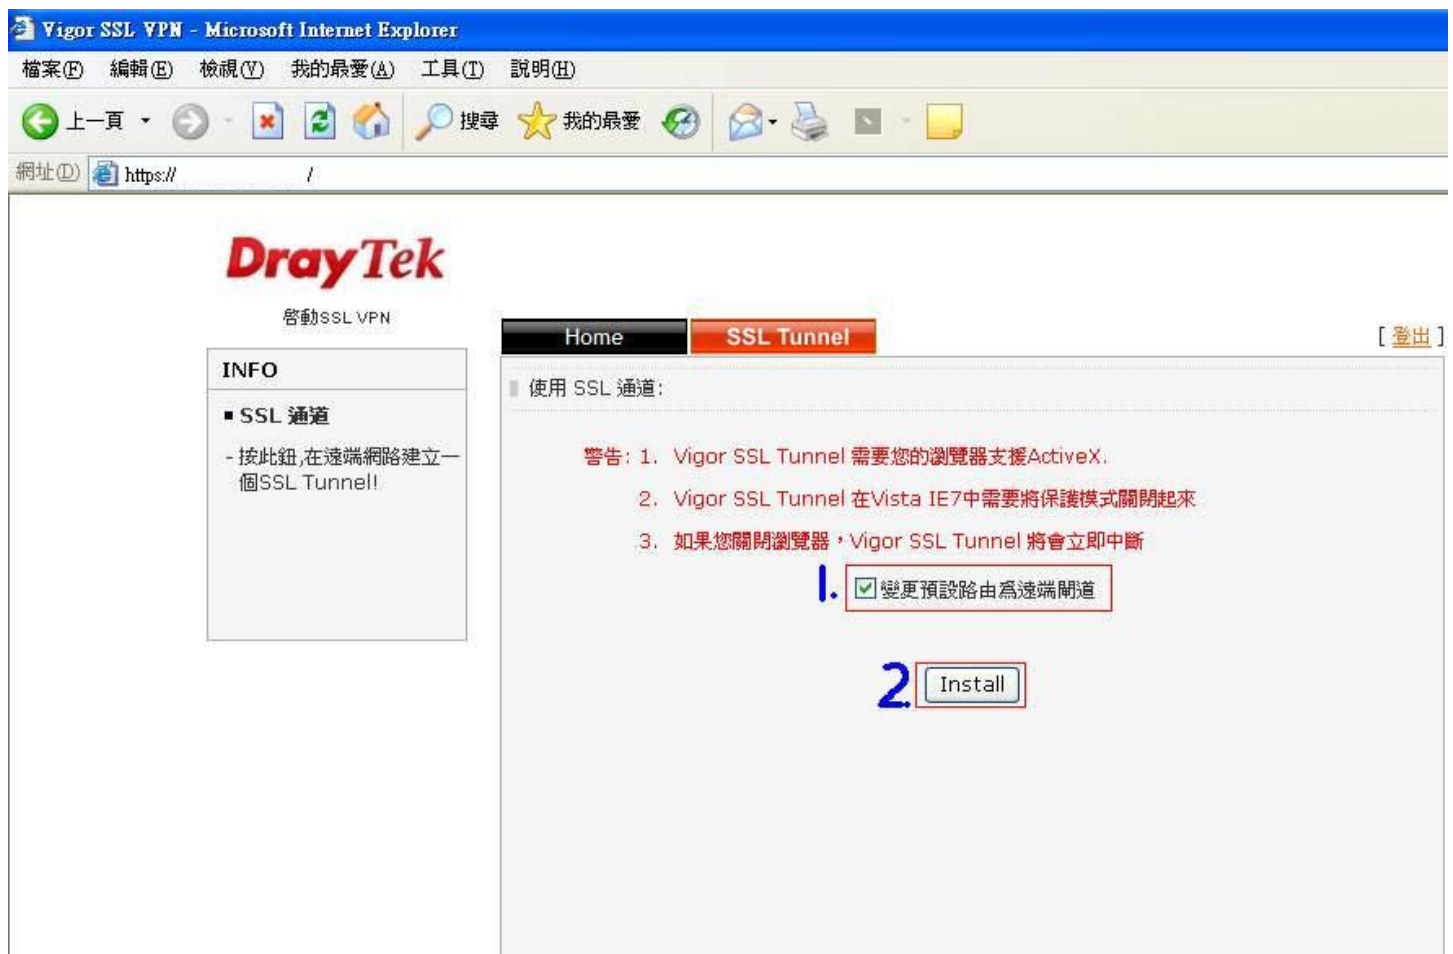 Vigor SSL VPN - Microsoft Internet Explorer
檔案(F) 編輯(E) 檢視(V) 我的最愛(A) 工具(T) 說明(H)
上一頁 搜尋 我的最愛
網址(D) https:// /
DrayTek
啓動SSL VPN
Home SSL Tunnel [ 登出 ]
INFO
■ SSL 通道
- 按此鈕,在遠端網路建立一
個SSL Tunnel!
使用 SSL 通道:
警告: 1. Vigor SSL Tunnel 需要您的瀏覽器支援ActiveX.
2. Vigor SSL Tunnel 在Vista IE7中需要將保護模式關閉起來
3. 如果您關閉瀏覽器，Vigor SSL Tunnel 將會立即中斷
1. 變更預設路由爲遠端閘道
2. Install